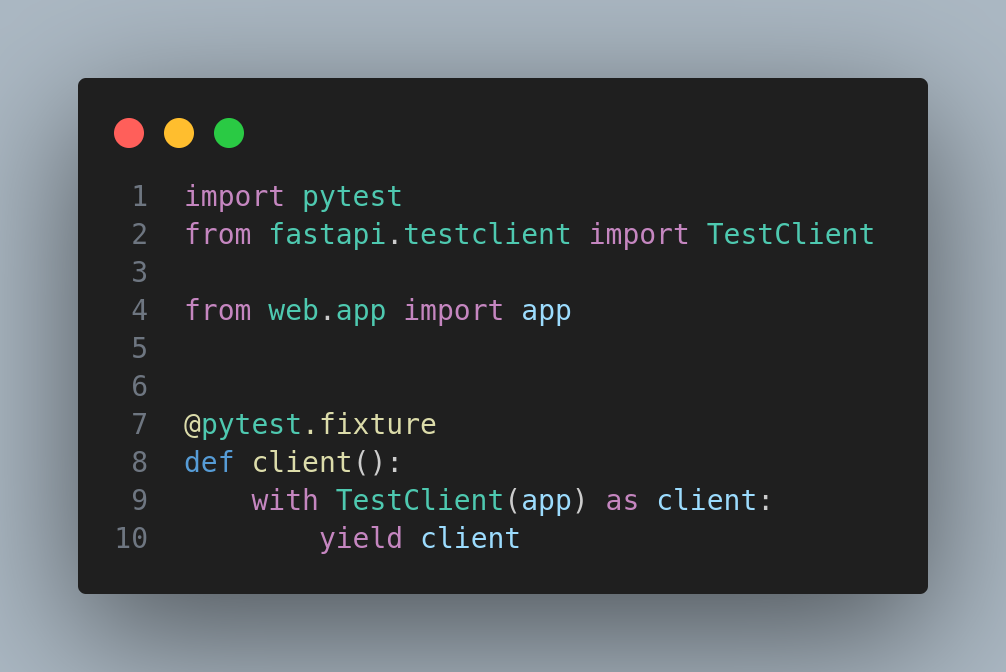 1 import pytest
2 from fastapi.testclient import TestClient
3
4 from web.app import app
5
6
7 @pytest.fixture
8 def client():
9     with TestClient(app) as client:
10         yield client